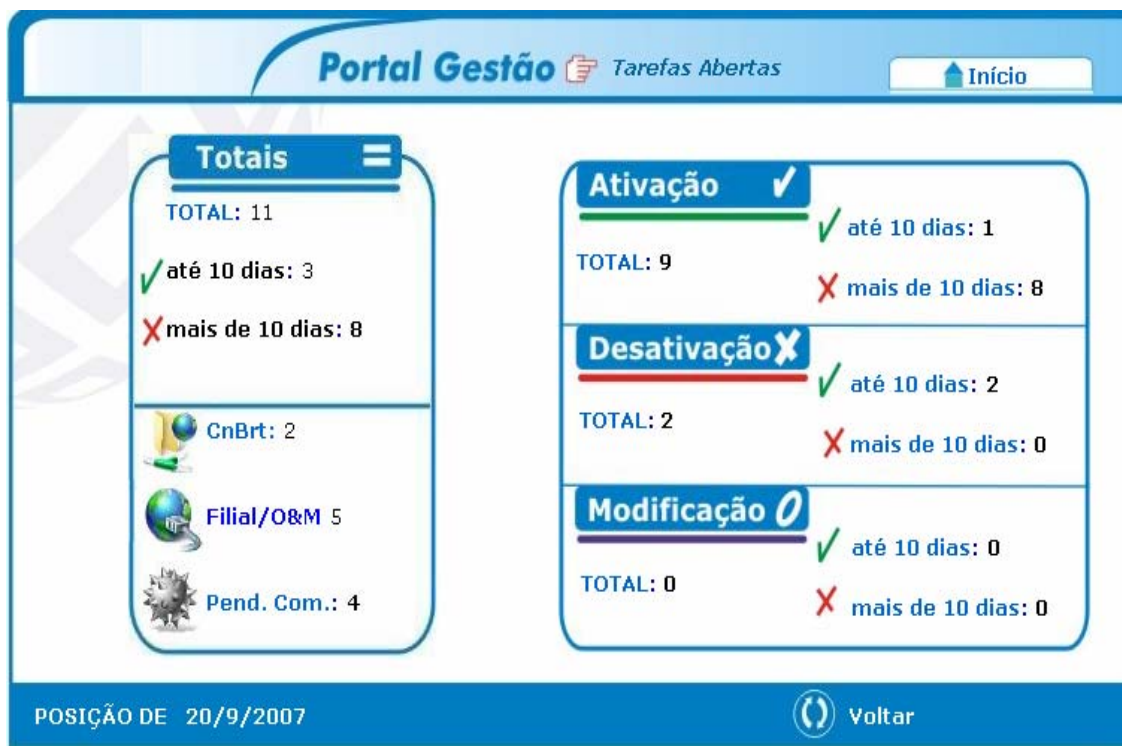 Portal Gestão Tarefas Abertas
Início
Totais
TOTAL: 11
até 10 dias: 3
mais de 10 dias: 8
CnBrt: 2
Filial/O&M 5
Pend. Com.: 4
Ativação
até 10 dias: 1
TOTAL: 9
mais de 10 dias: 8
Desativação
até 10 dias: 2
TOTAL: 2
mais de 10 dias: 0
Modificação
até 10 dias: 0
TOTAL: 0
mais de 10 dias: 0
POSIÇÃO DE 20/9/2007
Voltar